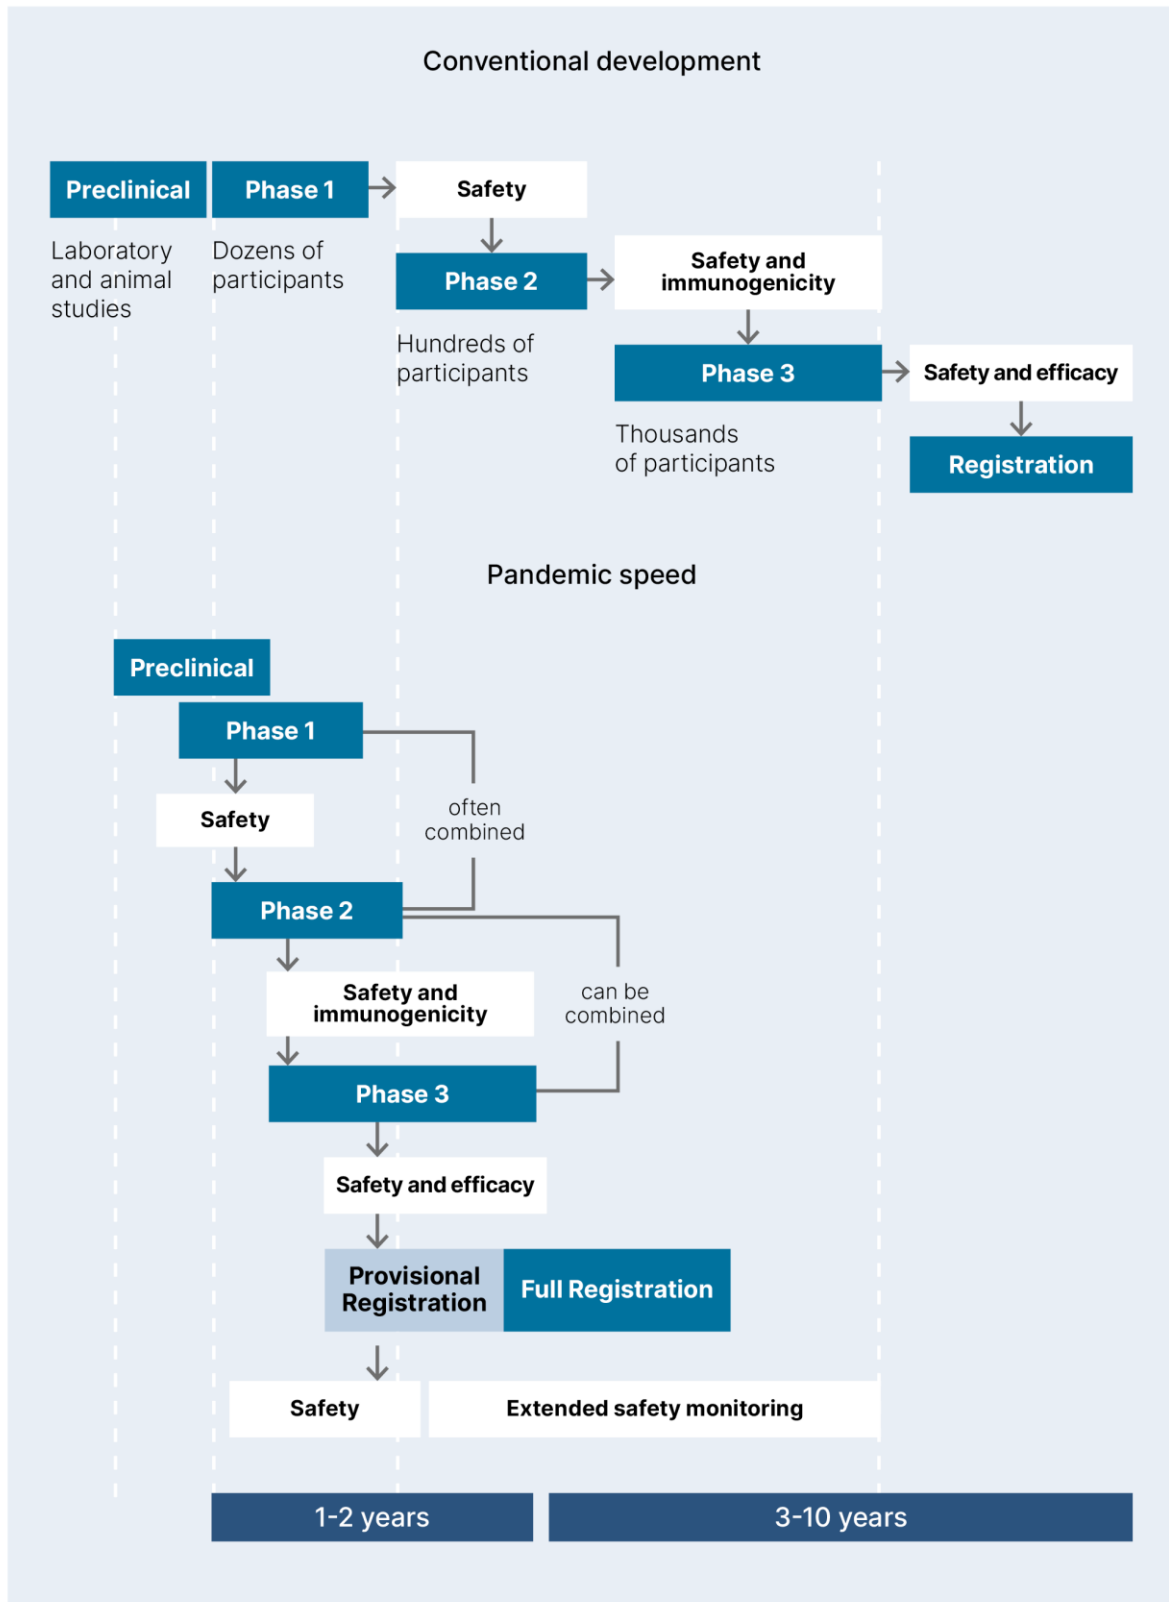 Conventional development
Preclinical
Phase 1
Safety
Laboratory
and animal
studies
Dozens of
participants
Phase 2
Safety and
immunogenicity
Hundreds of
participants
Phase 3
Safety and efficacy
Thousands
of participants
Registration
Pandemic speed
Preclinical
Phase 1
Safety
often
combined
Phase 2
Safety and
immunogenicity
can be
combined
Phase 3
Safety and efficacy
Provisional
Registration
Full Registration
Safety
Extended safety monitoring
1-2 years
3-10 years